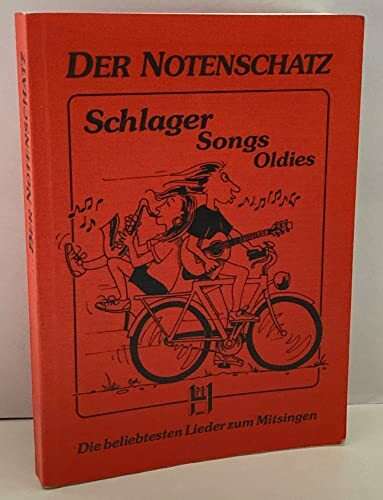 DER NOTENSCHATZ
Schlager
Songs
Oldies
Die beliebtesten Lieder zum Mitsingen
DER NOTENSCHATZ